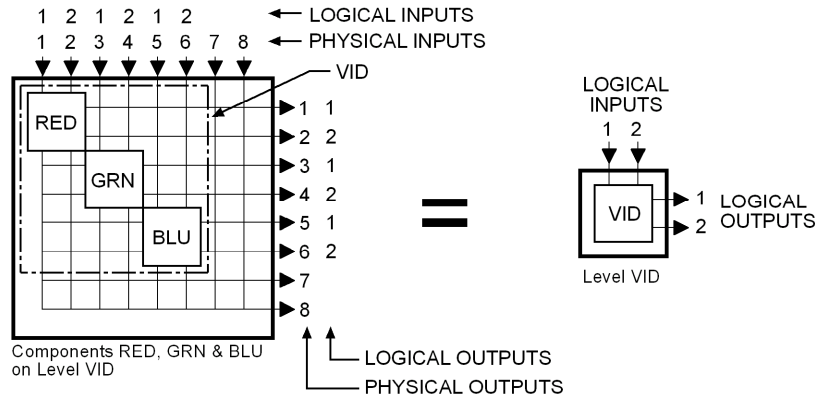 1 2 1 2 1 2 LOGICAL INPUTS
1 2 3 4 5 6 7 8 PHYSICAL INPUTS
VID
RED
GRN
BLU
1 1
2 2
3 1
4 2
5 1
6 2
7
8
Components RED, GRN & BLU
on Level VID
LOGICAL OUTPUTS
PHYSICAL OUTPUTS
=
LOGICAL
INPUTS
1 2
VID
1
2
LOGICAL
OUTPUTS
Level VID